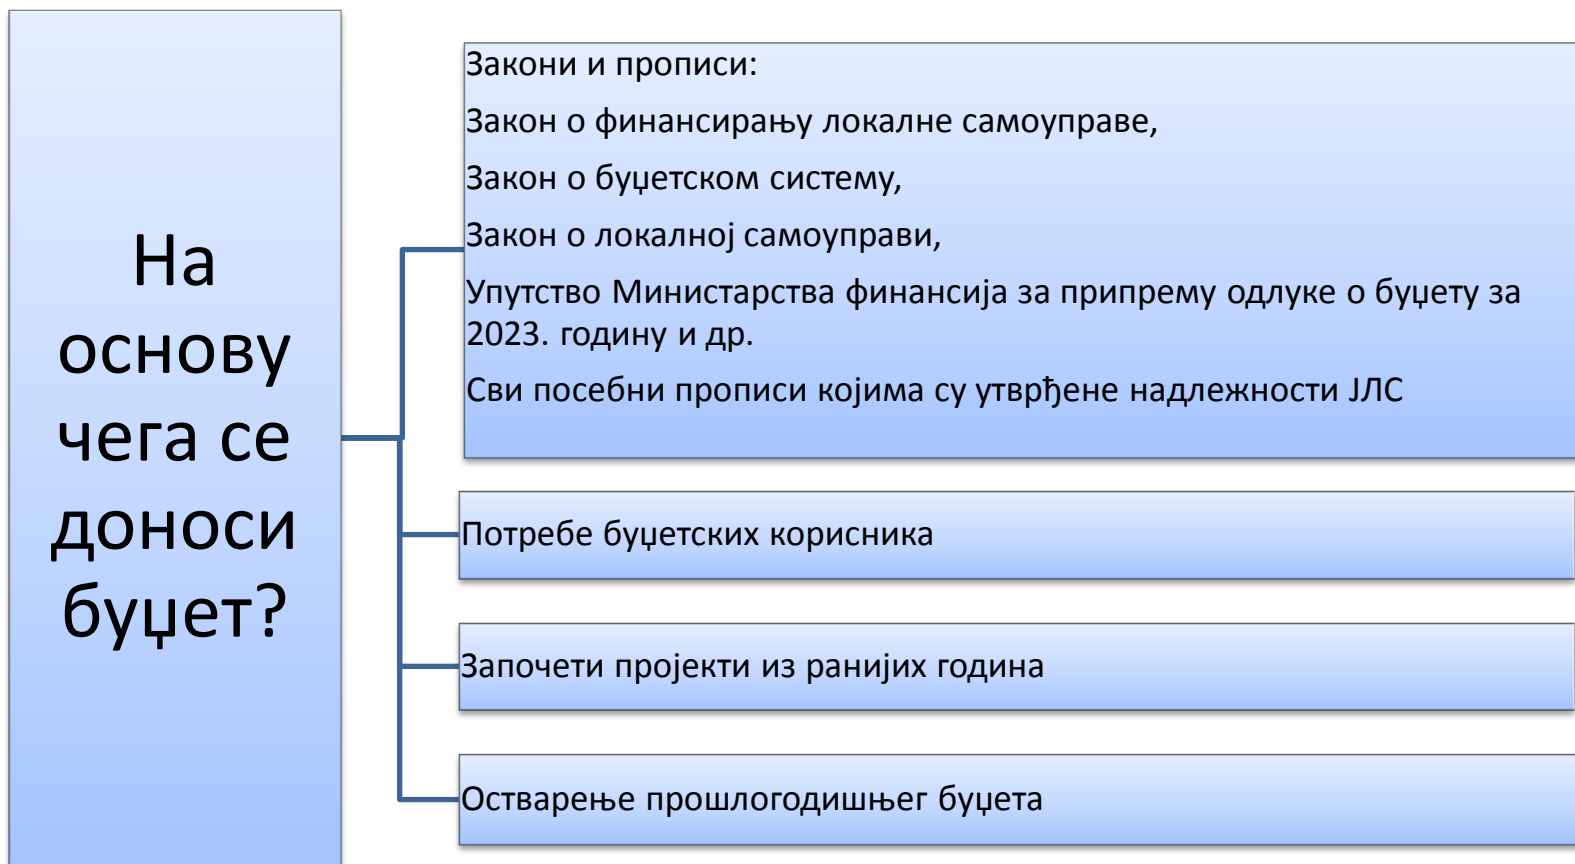 На
основу
чега се
доноси
буџет?
Закони и прописи:
Закон о финансирању локалне самоуправе,
Закон о буџетском систему,
Закон о локалној самоуправи,
Упутство Министарства финансија за припрему одлуке о буџету за
2023. годину и др.
Сви посебни прописи којима су утврђене надлежности ЈЛС
Потребе буџетских корисника
Започети пројекти из ранијих година
Остварење прошлогодишњег буџета